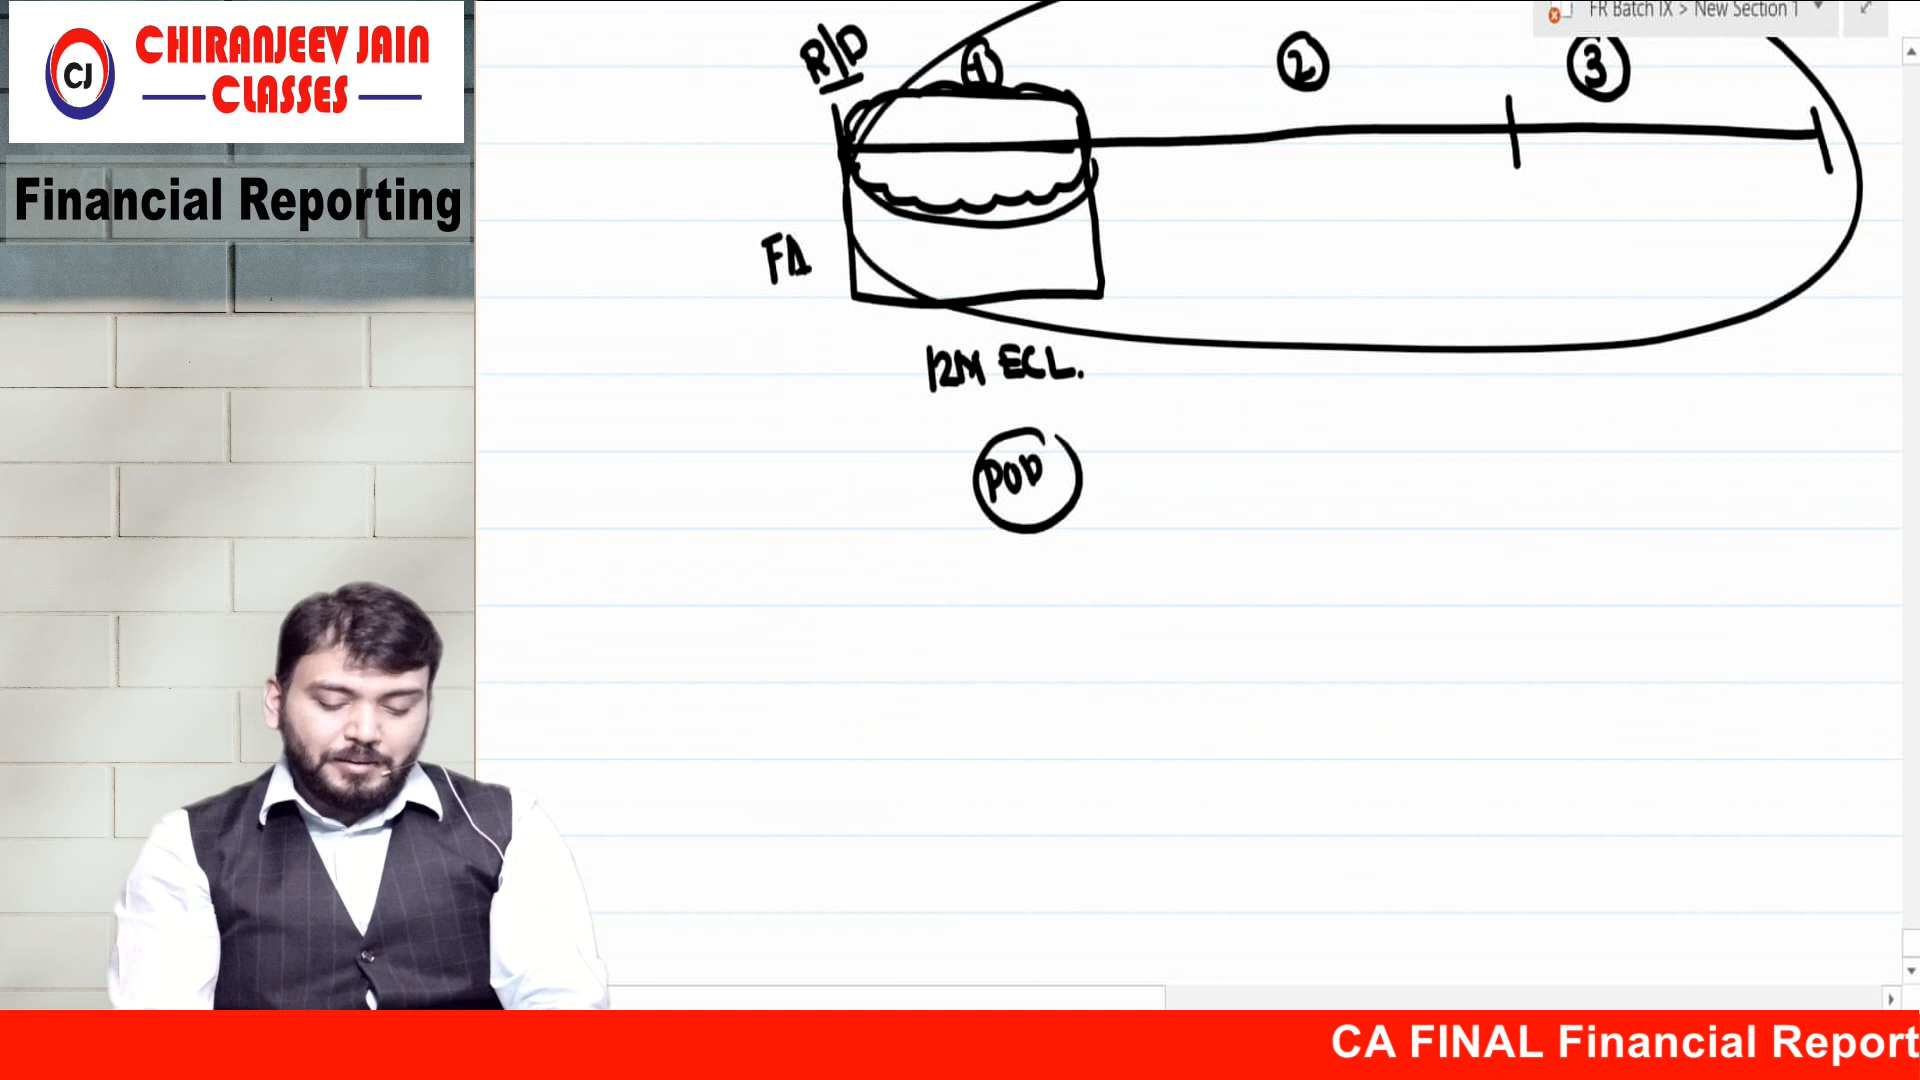 CHIRANJEEV JAIN
CJ
CLASSES
Financial Reporting
FR Batch IX > New Section 1
R/D
1
2
3
FA
12M ECL.
POD
CA FINAL Financial Report